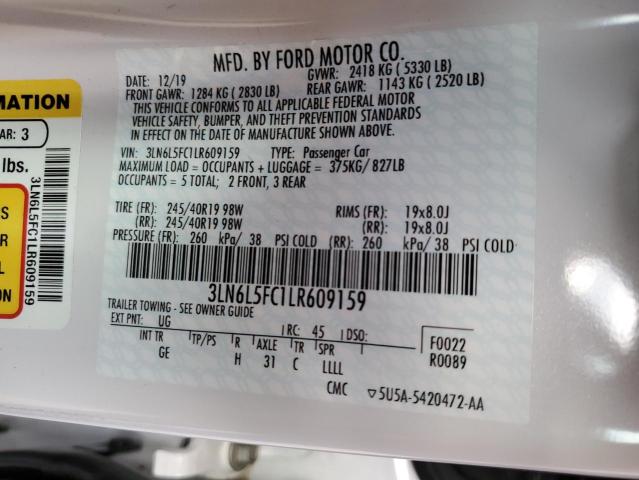 MFD. BY FORD MOTOR CO.
DATE: 12/19 GVWR: 2418 KG ( 5330 LB)
FRONT GAWR: 1284 KG ( 2830 LB) REAR GAWR: 1143 KG ( 2520 LB)
THIS VEHICLE CONFORMS TO ALL APPLICABLE FEDERAL MOTOR
VEHICLE SAFETY, BUMPER, AND THEFT PREVENTION STANDARDS
IN EFFECT ON THE DATE OF MANUFACTURE SHOWN ABOVE.
VIN: 3LN6L5FC1LR609159 TYPE: Passenger Car
MAXIMUM LOAD = OCCUPANTS + LUGGAGE = 375KG/ 827LB
OCCUPANTS = 5 TOTAL; 2 FRONT, 3 REAR
TIRE (FR): 245/40R19 98W RIMS (FR): 19x8.0J
(RR): 245/40R19 98W (RR): 19x8.0J
PRESSURE (FR): 260 kPa/ 38 PSI COLD (RR): 260 kPa/ 38 PSI COLD
3LN6L5FC1LR609159
TRAILER TOWING - SEE OWNER GUIDE
EXT PNT: UG RC: 45 DSO: F0022
INT TR TP/PS R AXLE TR SPR R0089
GE H 31 C LLLL
CMC ▽5U5A-5420472-AA
MATION
AR: 3
lbs.
S
R
R
ON
3LN6L5FC1LR609159